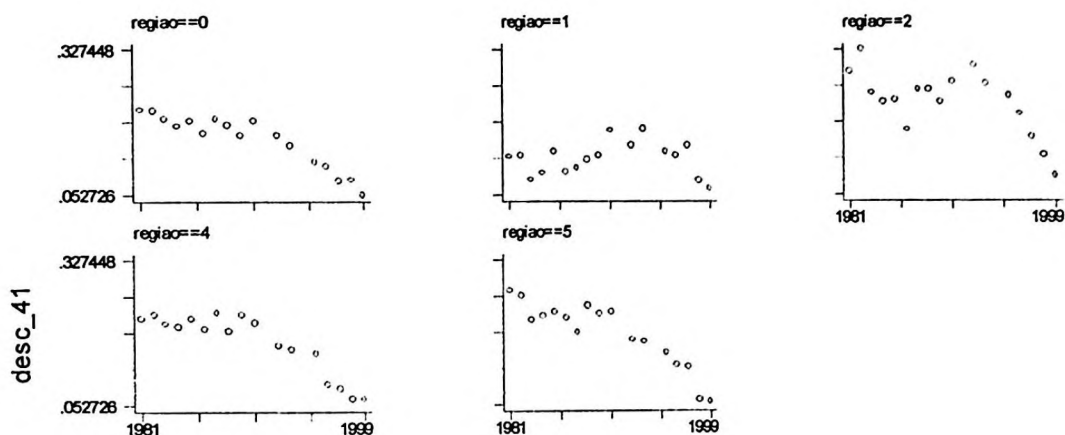 regiao==0
regiao==1
regiao==2
.327448
.052726
1981
1999
regiao==4
regiao==5
.327448
desc_41
.052726
1981
1999
1981
1999